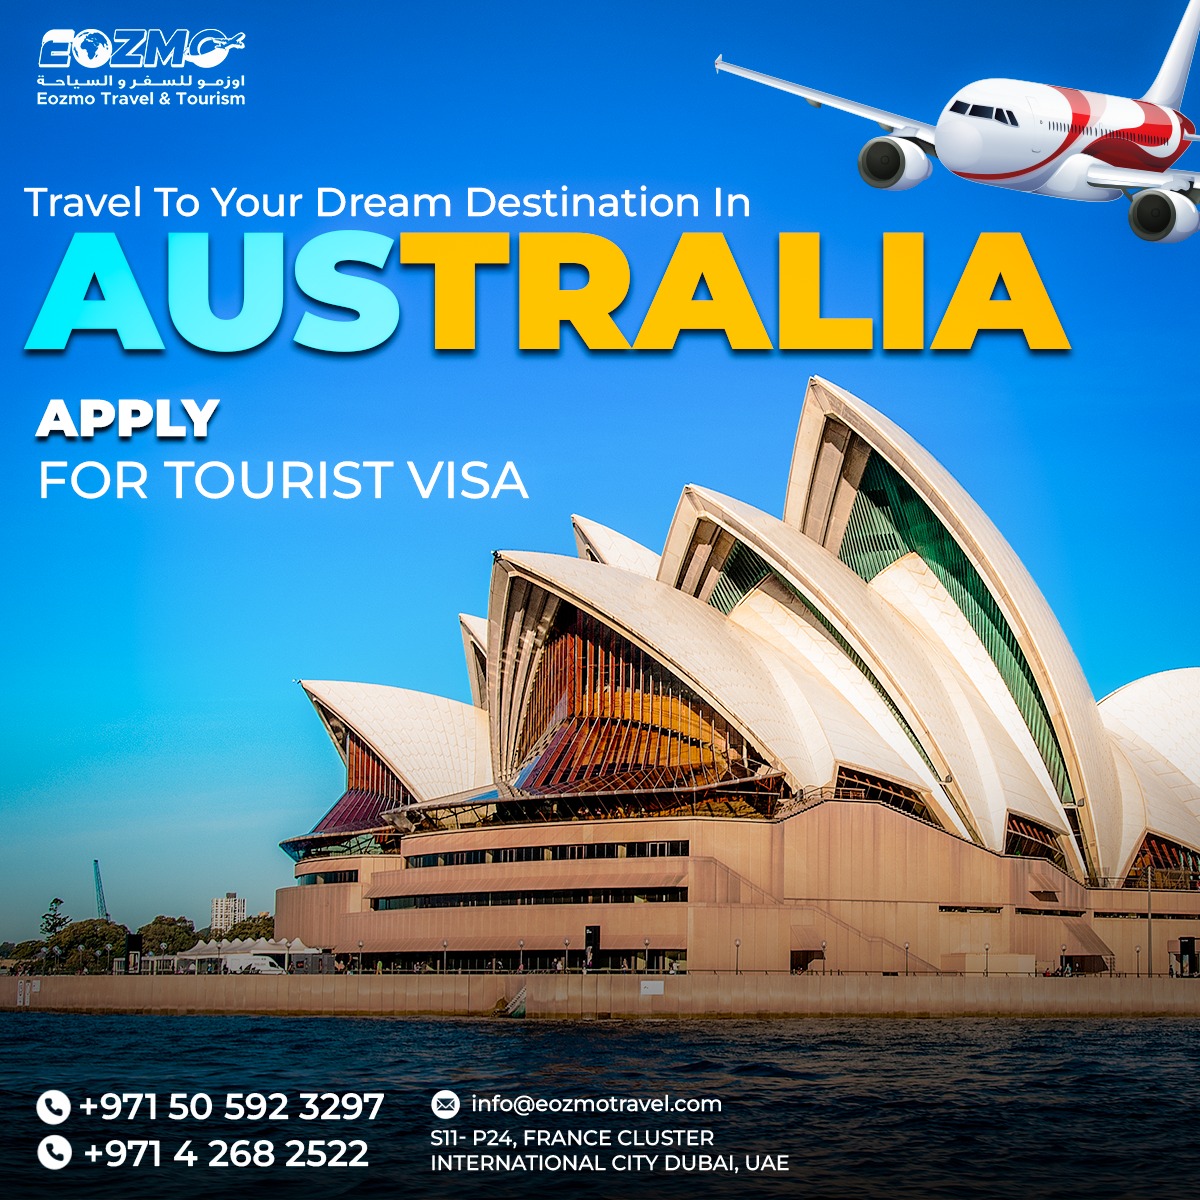 EOZMO
اوزمو للسفر و السياحة
Eozmo Travel & Tourism
Travel To Your Dream Destination In
AUSTRALIA
APPLY
FOR TOURIST VISA
+971 50 592 3297
+971 4 268 2522
info@eozmotravel.com
S11- P24, FRANCE CLUSTER
INTERNATIONAL CITY DUBAI, UAE